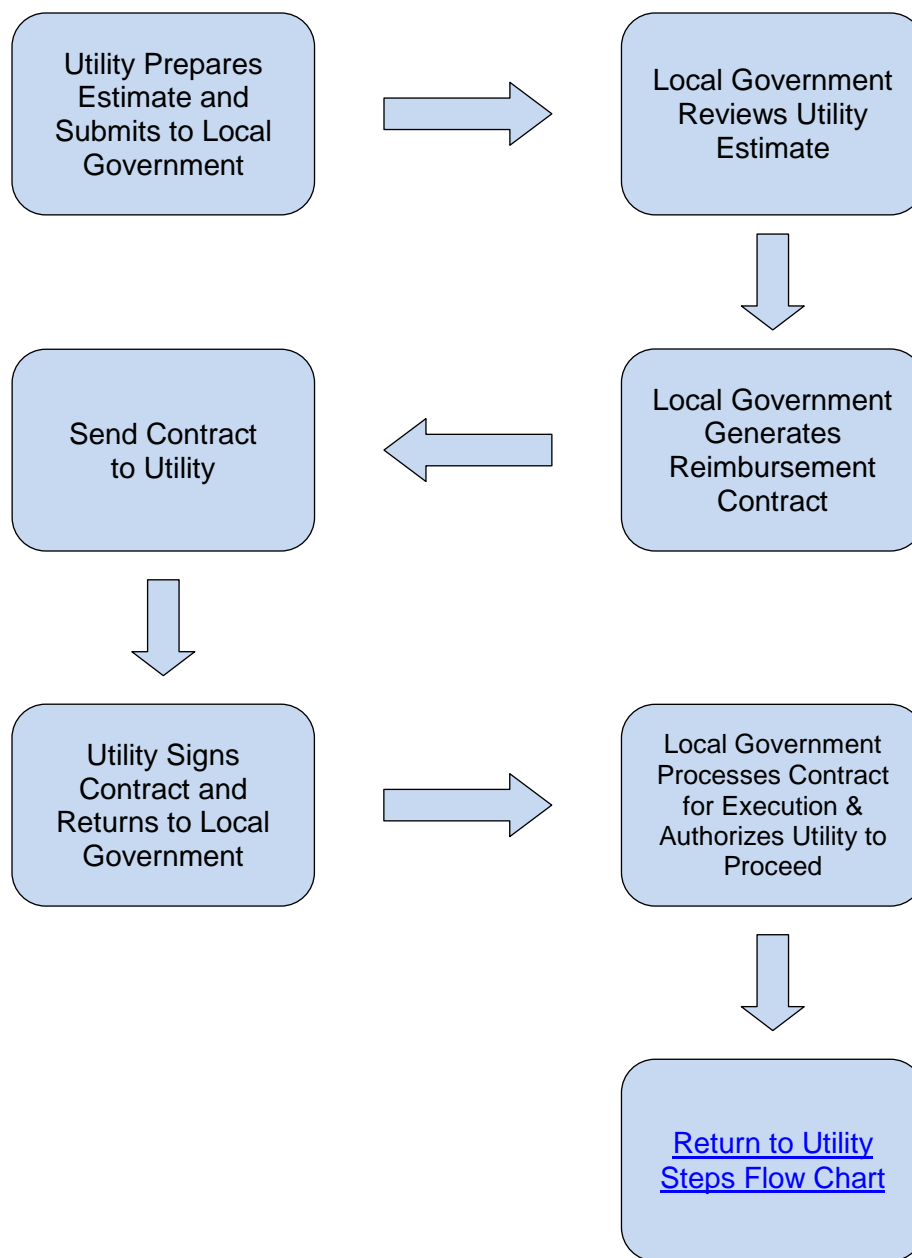 Utility Prepares
Estimate and
Submits to Local
Government
Local Government
Reviews Utility
Estimate
Local Government
Generates
Reimbursement
Contract
Send Contract
to Utility
Utility Signs
Contract and
Returns to Local
Government
Local Government
Processes Contract
for Execution &
Authorizes Utility to
Proceed
Return to Utility
Steps Flow Chart